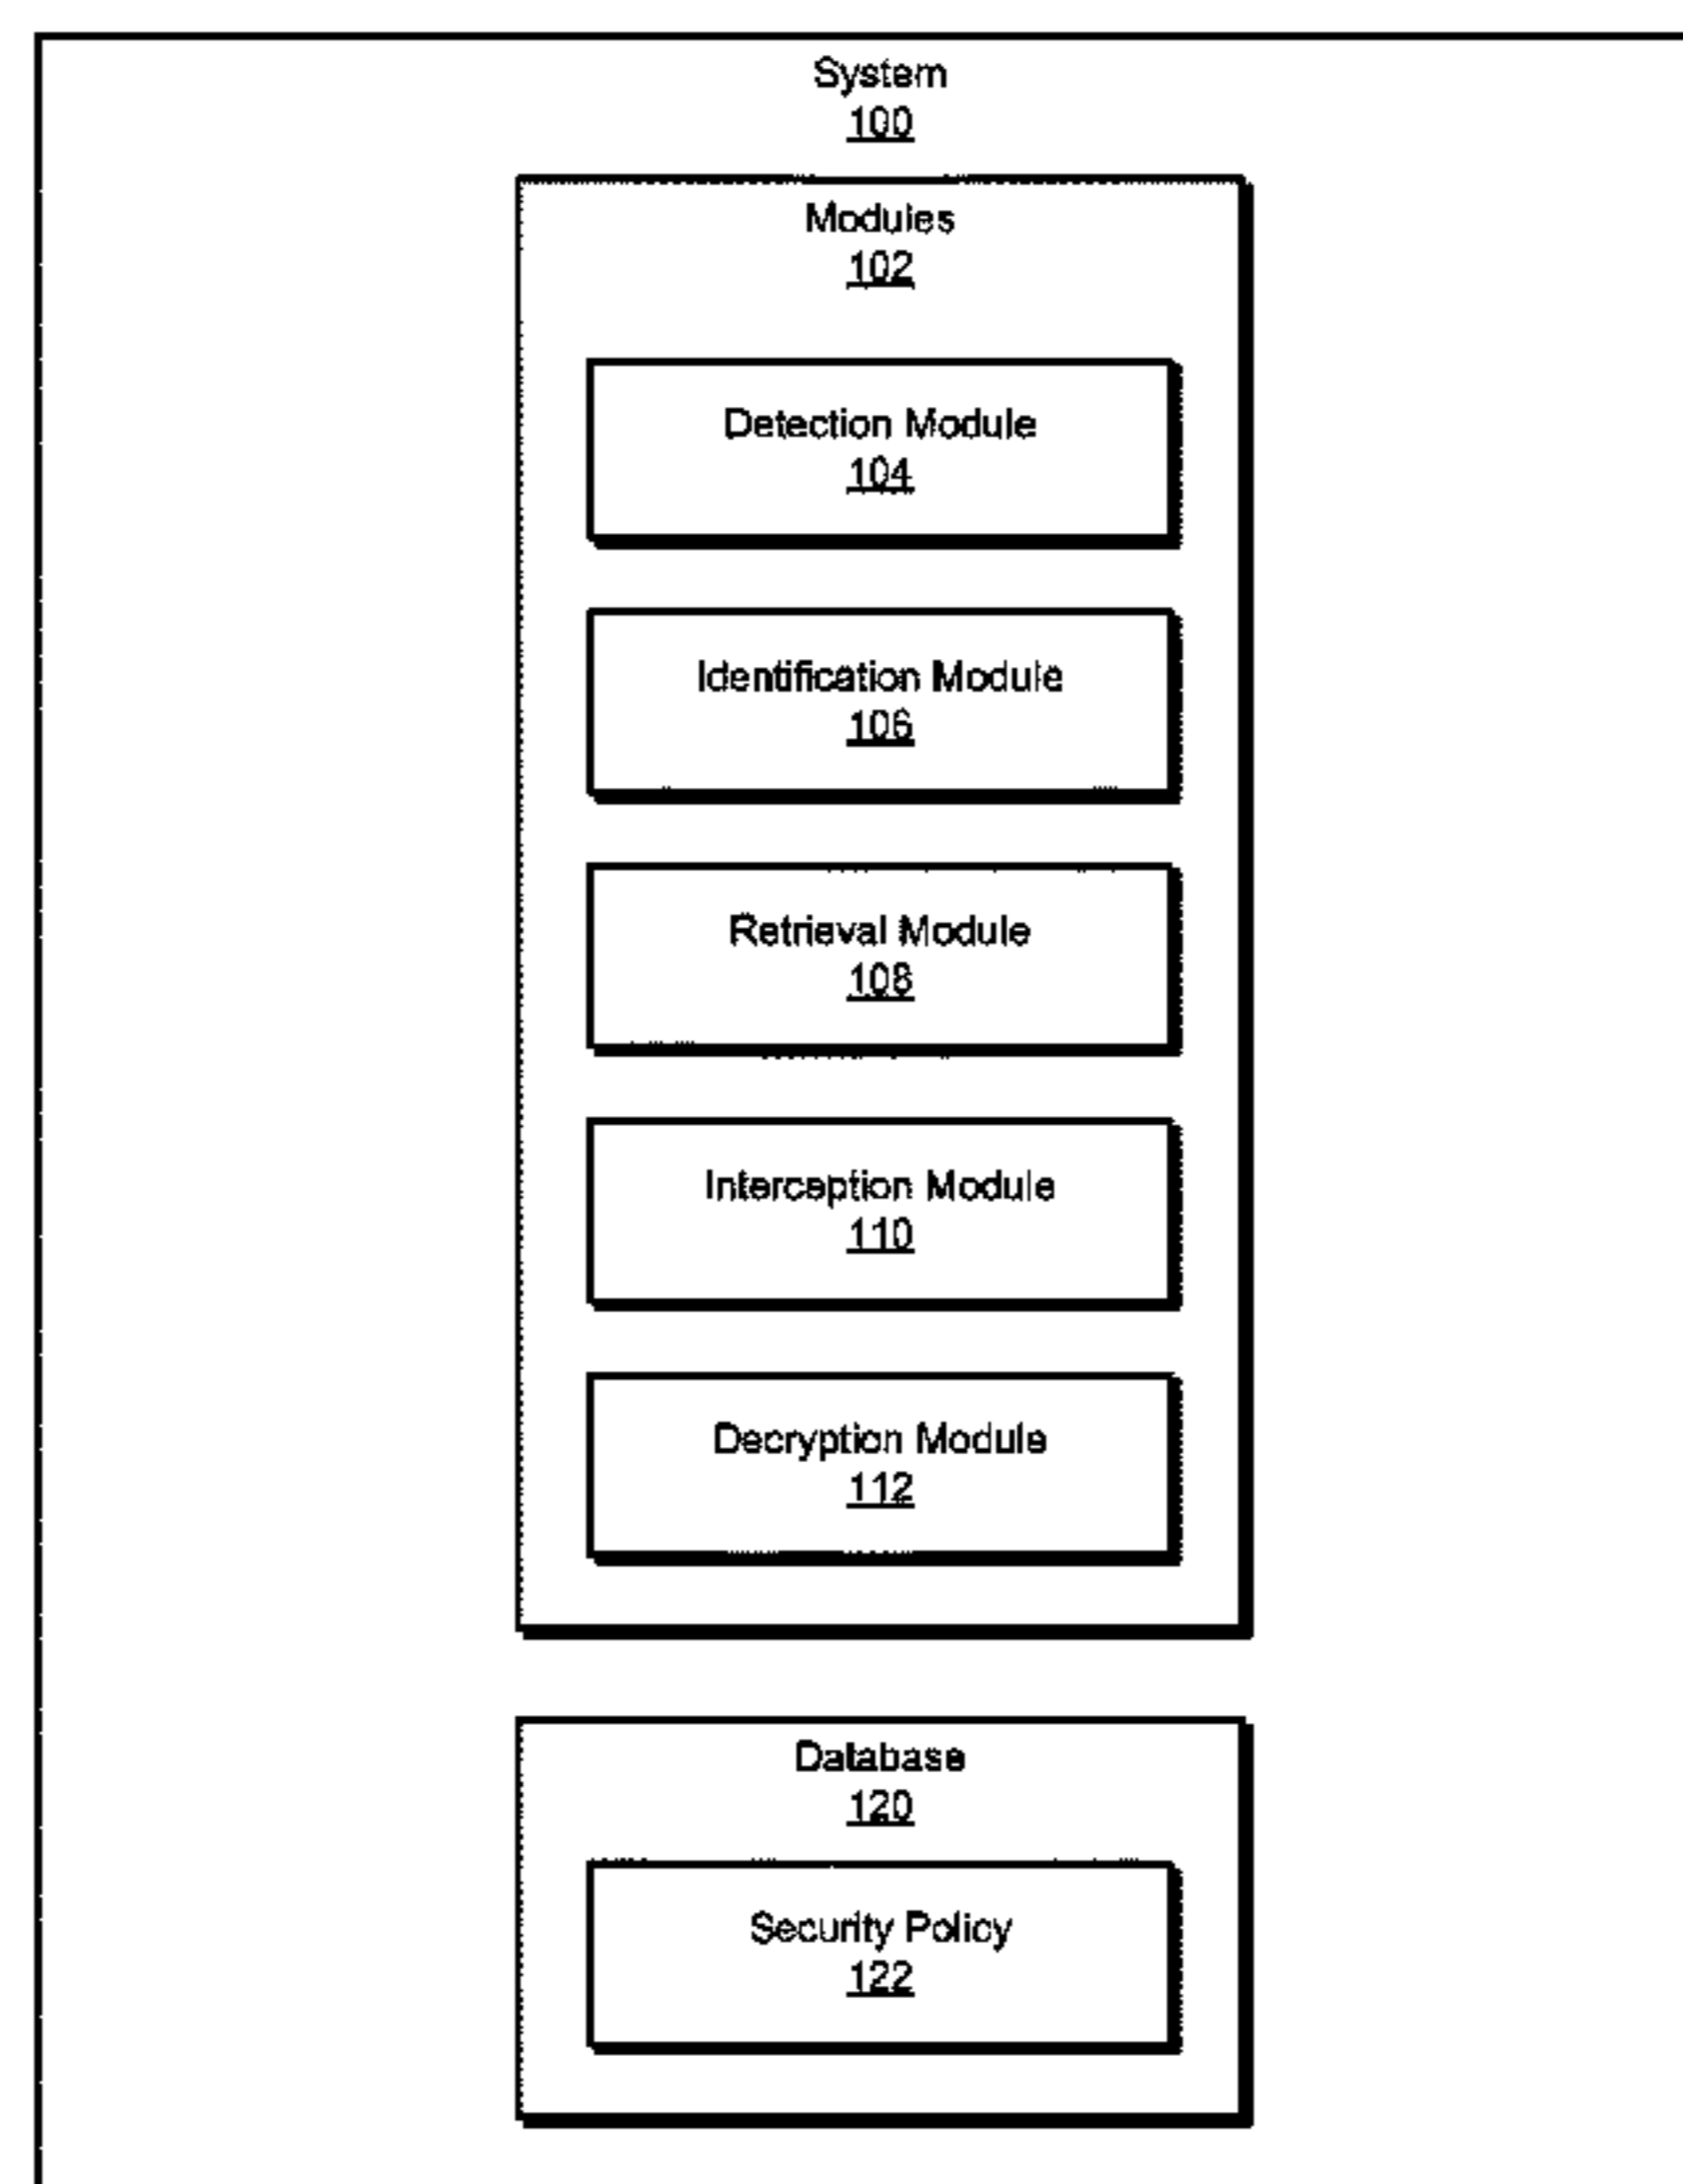 System
100
Modules
102
Detection Module
104
Identification Module
106
Retrieval Module
108
Interception Module
110
Decryption Module
112
Database
120
Security Policy
122